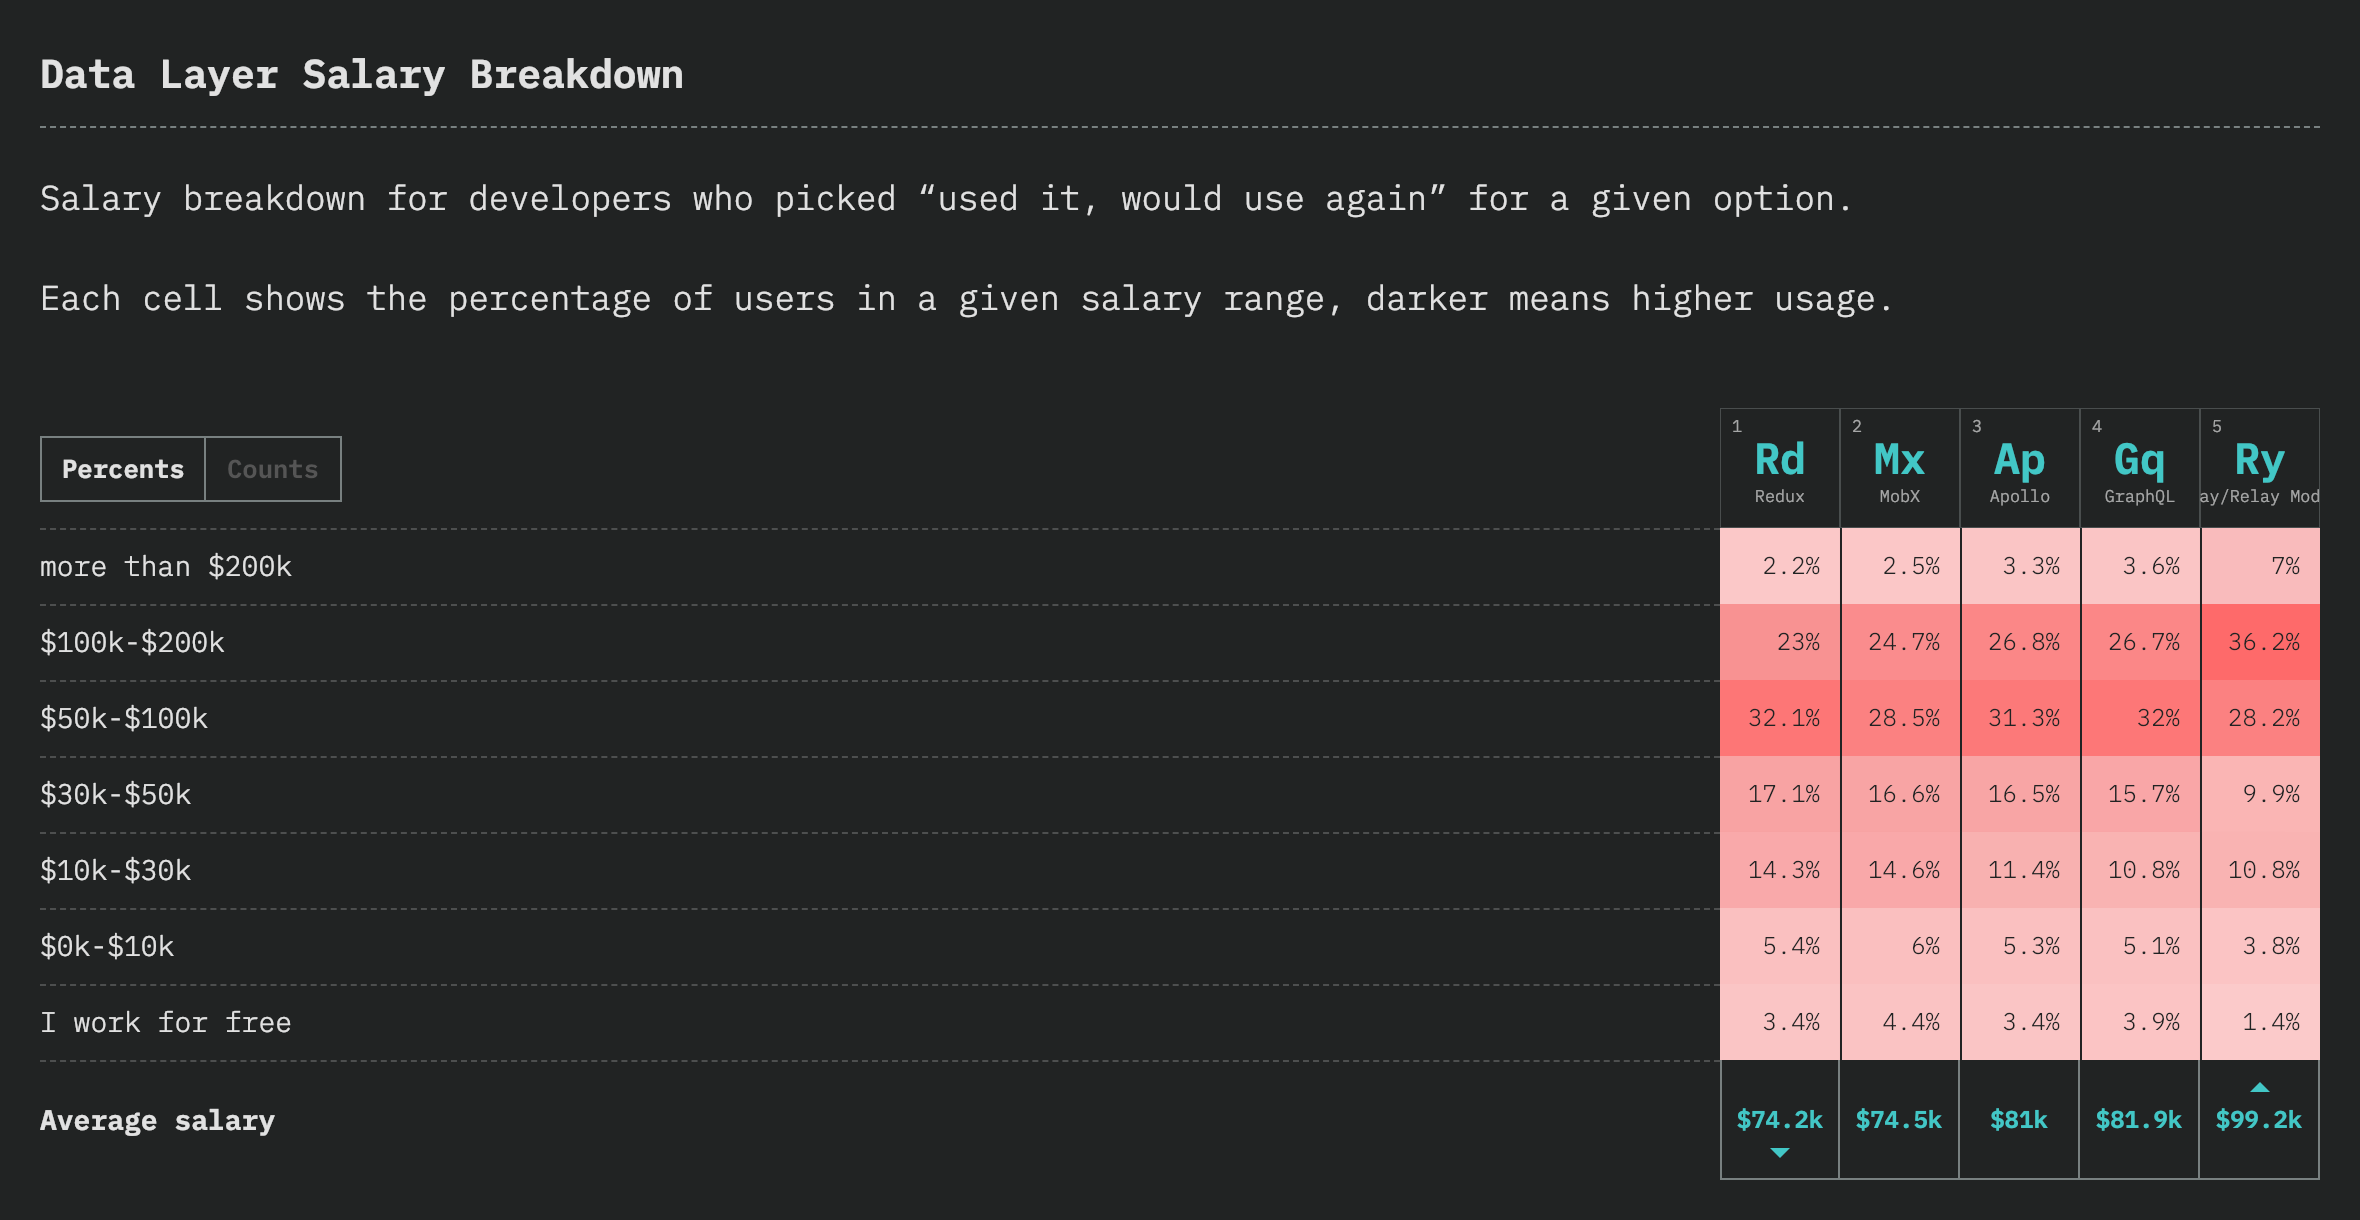 Data Layer Salary Breakdown
Salary breakdown for developers who picked “used it, would use again” for a given option.
Each cell shows the percentage of users in a given salary range, darker means higher usage.
Percents Counts
1 2 3 4 5
Rd Mx Ap Gq Ry
Redux MobX Apollo GraphQL ay/Relay Mod
more than $200k 2.2% 2.5% 3.3% 3.6% 7%
$100k-$200k 23% 24.7% 26.8% 26.7% 36.2%
$50k-$100k 32.1% 28.5% 31.3% 32% 28.2%
$30k-$50k 17.1% 16.6% 16.5% 15.7% 9.9%
$10k-$30k 14.3% 14.6% 11.4% 10.8% 10.8%
$0k-$10k 5.4% 6% 5.3% 5.1% 3.8%
I work for free 3.4% 4.4% 3.4% 3.9% 1.4%
Average salary $74.2k $74.5k $81k $81.9k $99.2k